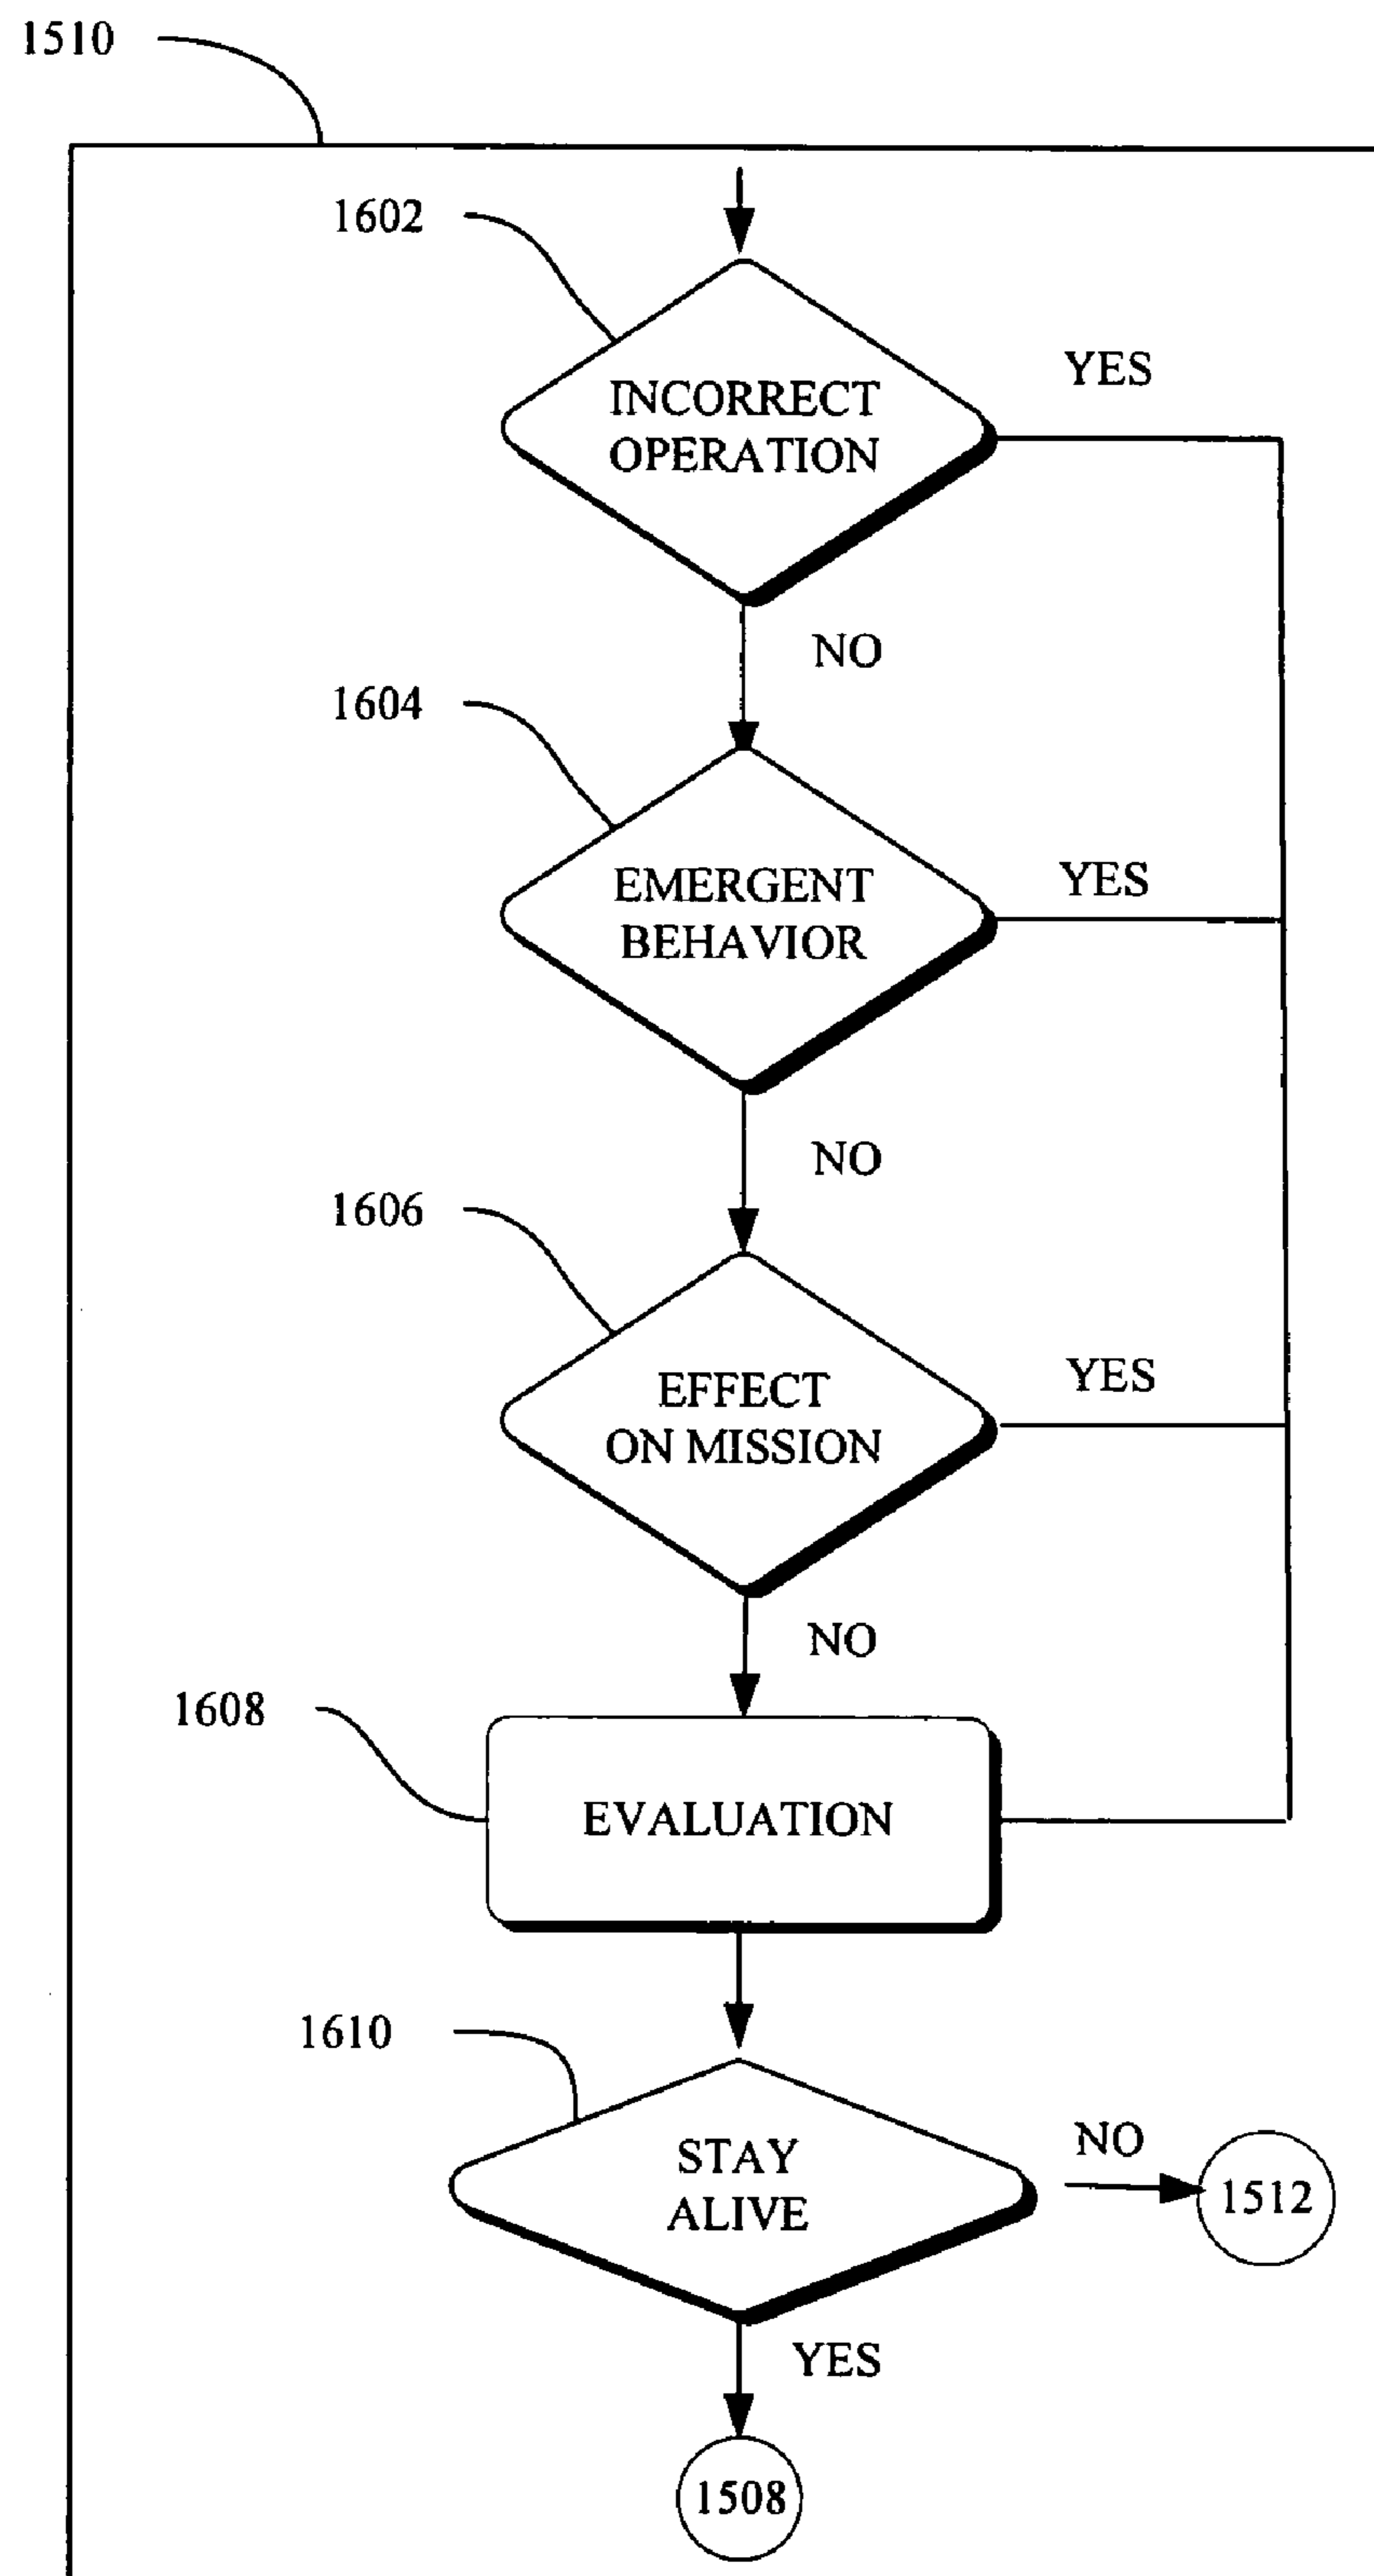 1510
1602
INCORRECT
OPERATION
YES
NO
1604
EMERGENT
BEHAVIOR
YES
NO
1606
EFFECT
ON MISSION
YES
NO
1608
EVALUATION
1610
STAY
ALIVE
NO
1512
YES
1508